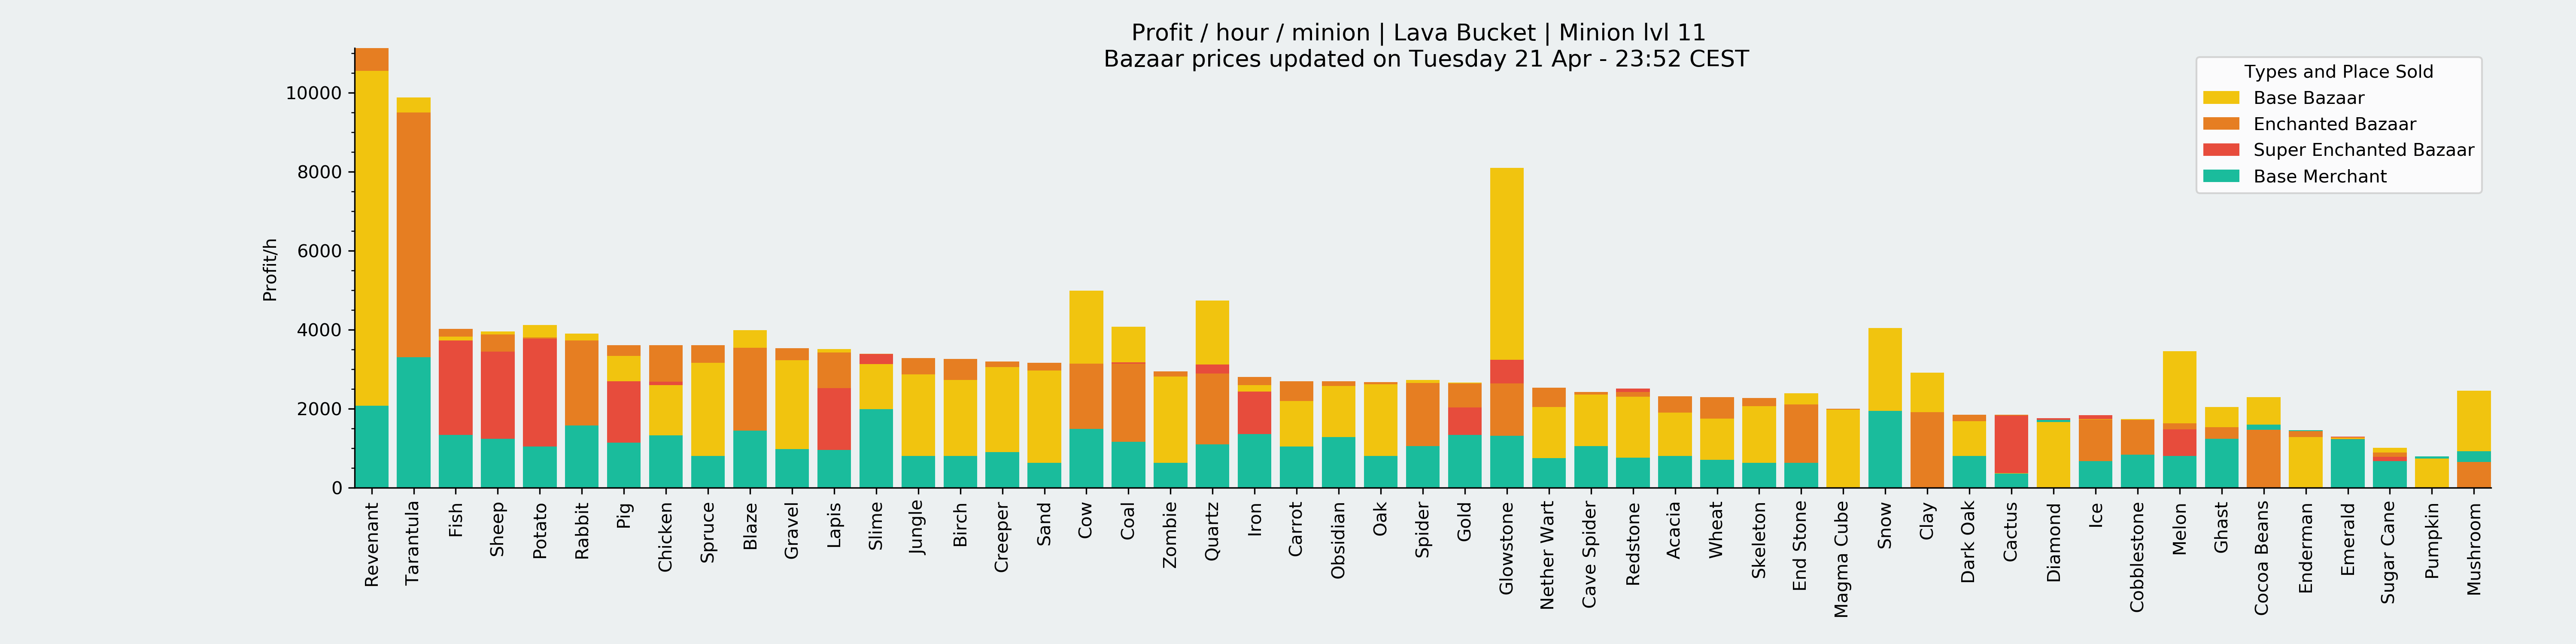 Profit / hour / minion | Lava Bucket | Minion lvl 11
Bazaar prices updated on Tuesday 21 Apr - 23:52 CEST
Types and Place Sold
Base Bazaar
Enchanted Bazaar
Super Enchanted Bazaar
Base Merchant
Profit/h
10000
8000
6000
4000
2000
0
Revenant
Tarantula
Fish
Sheep
Potato
Rabbit
Pig
Chicken
Spruce
Blaze
Gravel
Lapis
Slime
Jungle
Birch
Creeper
Sand
Cow
Coal
Zombie
Quartz
Iron
Carrot
Obsidian
Oak
Spider
Gold
Glowstone
Nether Wart
Cave Spider
Redstone
Acacia
Wheat
Skeleton
End Stone
Magma Cube
Snow
Clay
Dark Oak
Cactus
Diamond
Ice
Cobblestone
Melon
Ghast
Cocoa Beans
Enderman
Emerald
Sugar Cane
Pumpkin
Mushroom